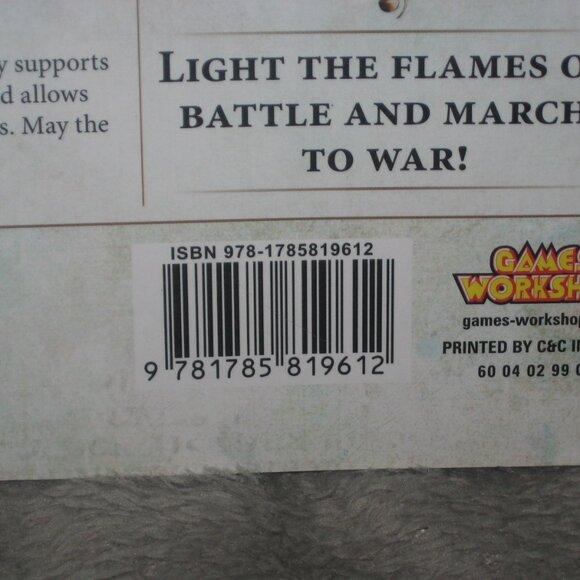 y supports
d allows
s. May the
LIGHT THE FLAMES O
BATTLE AND MARCH
TO WAR!
ISBN 978-1785819612
9 781785 819612
GAMES
WORKSH
games-workshop
PRINTED BY C&C I
60 04 02 99 0